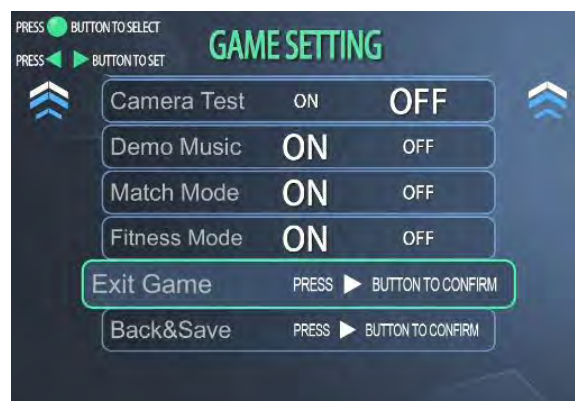 PRESS BUTTON TO SELECT
PRESS BUTTON TO SET
GAME SETTING
Camera Test ON OFF
Demo Music ON OFF
Match Mode ON OFF
Fitness Mode ON OFF
Exit Game PRESS ▶ BUTTON TO CONFIRM
Back&Save PRESS ▶ BUTTON TO CONFIRM